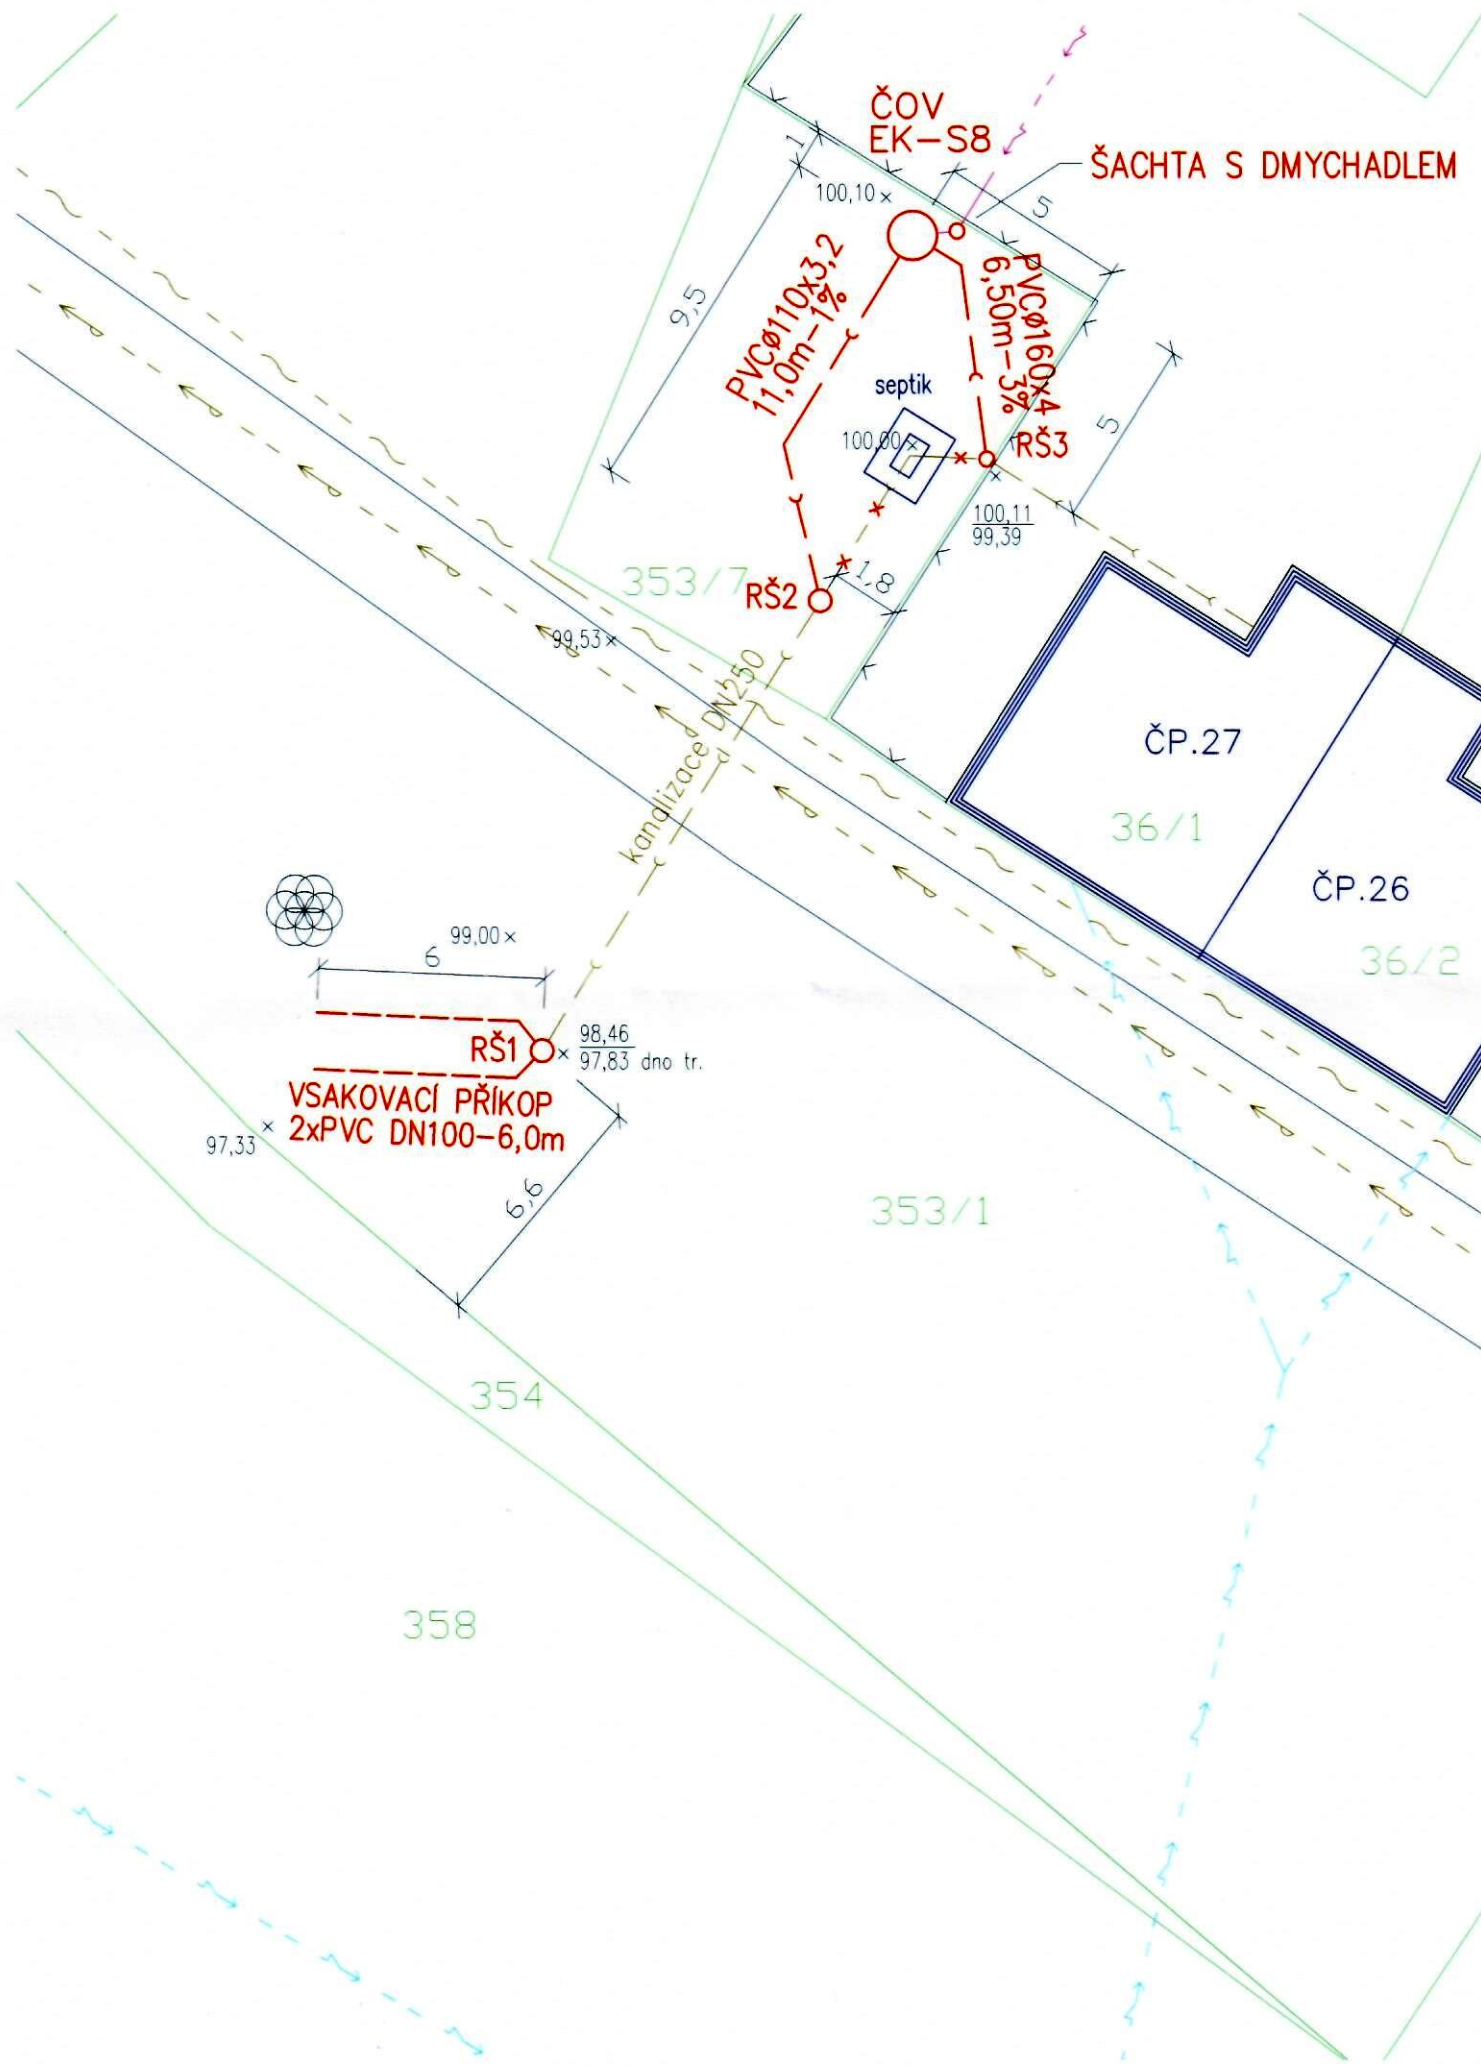 ČOV
EK-S8
ŠACHTA S DMYCHADLEM
1
100,10
5
PVCø110x3,2
11,0m-1%
PVCø160x4
6,50m-3%
9,5
septik
100,00
RŠ3
5
100,11
99,39
353/7
RŠ2
1,8
99,53
kanalizace DN250
ČP.27
36/1
ČP.26
36/2
99,00
6
RŠ1
98,46
97,83 dno tr.
VSAKOVACÍ PŘÍKOP
2xPVC DN100-6,0m
97,33
6,6
353/1
354
358